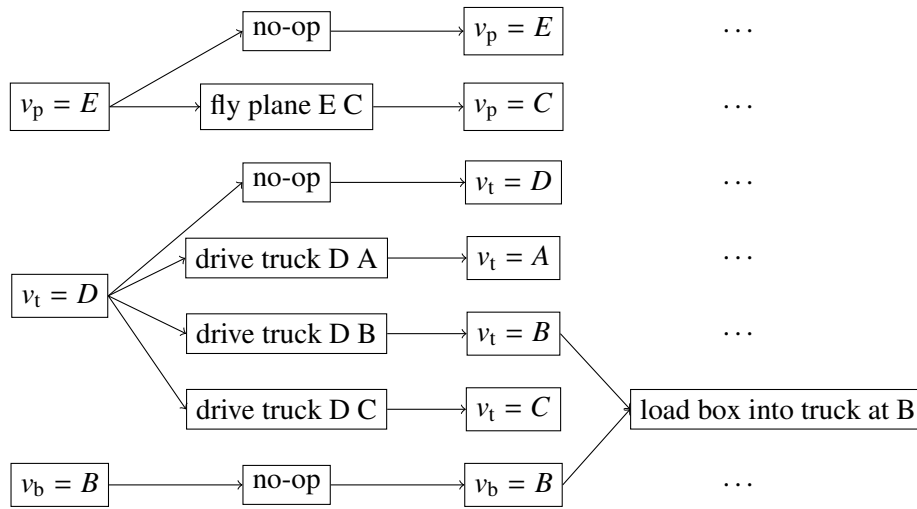 no-op
v_p = E
...
v_p = E
fly plane E C
v_p = C
...
no-op
v_t = D
...
drive truck D A
v_t = A
...
v_t = D
drive truck D B
v_t = B
...
drive truck D C
v_t = C
load box into truck at B
v_b = B
no-op
v_b = B
...